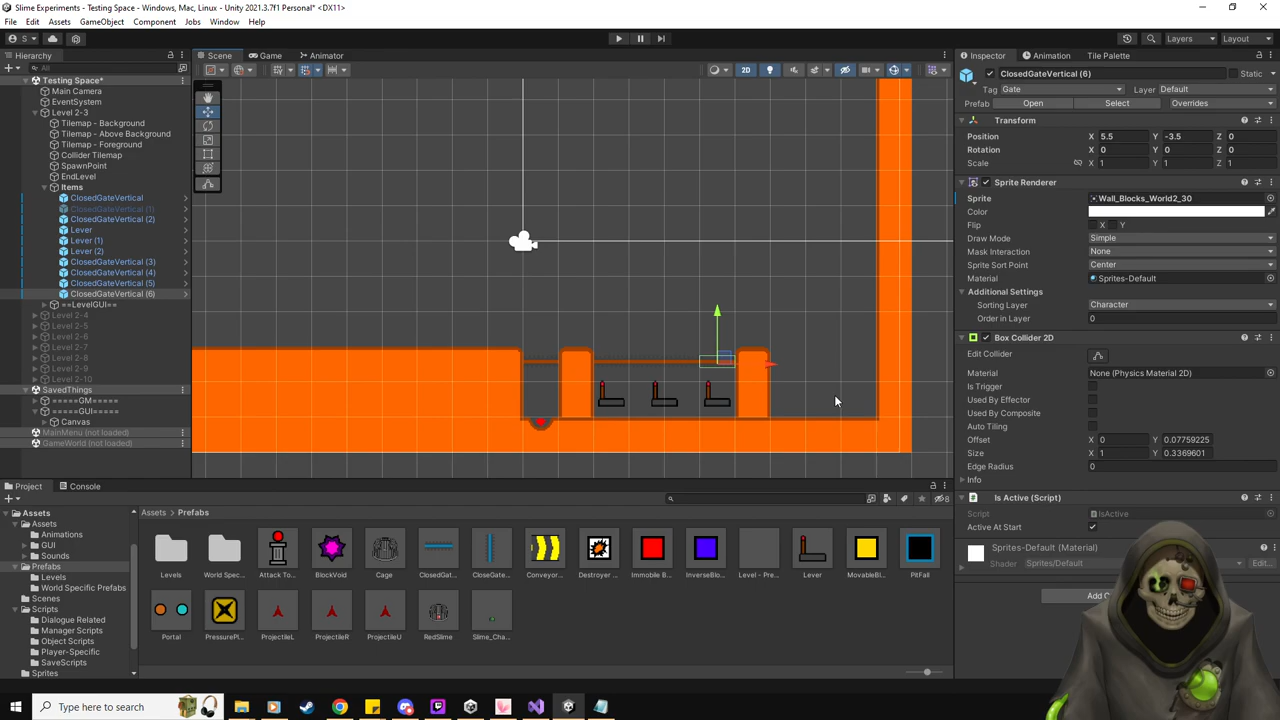 Slime Experiments - Testing Space - Windows, Mac, Linux - Unity 2021.3.7f1 Personal* <DX11>
File Edit Assets GameObject Component Jobs Window Help
S Layers Layout
Hierarchy Scene Game Animator Inspector Animation Tile Palette
All
2D
ClosedGateVertical (6) Static
Tag Gate Layer Default
Prefab Open Select Overrides
Testing Space*
Main Camera
EventSystem
Level 2-3
Tilemap - Background
Tilemap - Above Background
Tilemap - Foreground
Collider Tilemap
SpawnPoint
EndLevel
Items
ClosedGateVertical
ClosedGateVertical (1)
ClosedGateVertical (2)
Lever
Lever (1)
Lever (2)
ClosedGateVertical (3)
ClosedGateVertical (4)
ClosedGateVertical (5)
ClosedGateVertical (6)
==LevelGUI==
Level 2-4
Level 2-5
Level 2-6
Level 2-7
Level 2-8
Level 2-9
Level 2-10
SavedThings
=====GM=====
=====GUI=====
Canvas
MainMenu (not loaded)
GameWorld (not loaded)
Transform
Position X 5.5 Y -3.5 Z 0
Rotation X 0 Y 0 Z 0
Scale X 1 Y 1 Z 1
Sprite Renderer
Sprite Wall_Blocks_World2_30
Color
Flip X Y
Draw Mode Simple
Mask Interaction None
Sprite Sort Point Center
Material Sprites-Default
Additional Settings
Sorting Layer Character
Order in Layer 0
Box Collider 2D
Edit Collider
Material None (Physics Material 2D)
Is Trigger
Used By Effector
Used By Composite
Auto Tiling
Offset X 0 Y 0.07759225
Size X 1 Y 0.3369601
Edge Radius 0
Info
Is Active (Script)
Script IsActive
Active At Start
Sprites-Default (Material)
Shader Sprites/Default Edit...
Project Console
8
Assets
Assets
Animations
GUI
Sounds
Prefabs
Levels
World Specific Prefabs
Scenes
Scripts
Dialogue Related
Manager Scripts
Object Scripts
Player-Specific
SaveScripts
Sprites
Assets > Prefabs
Levels World Spec... Attack To... BlockVoid Cage ClosedGat... CloseGate... Conveyor... Destroyer ... Immobile B... InverseBlo... Level - Pre... Lever MovableBl... PitFall
Portal PressurePl... ProjectileL ProjectileR ProjectileU RedSlime Slime_Cha...
Type here to search